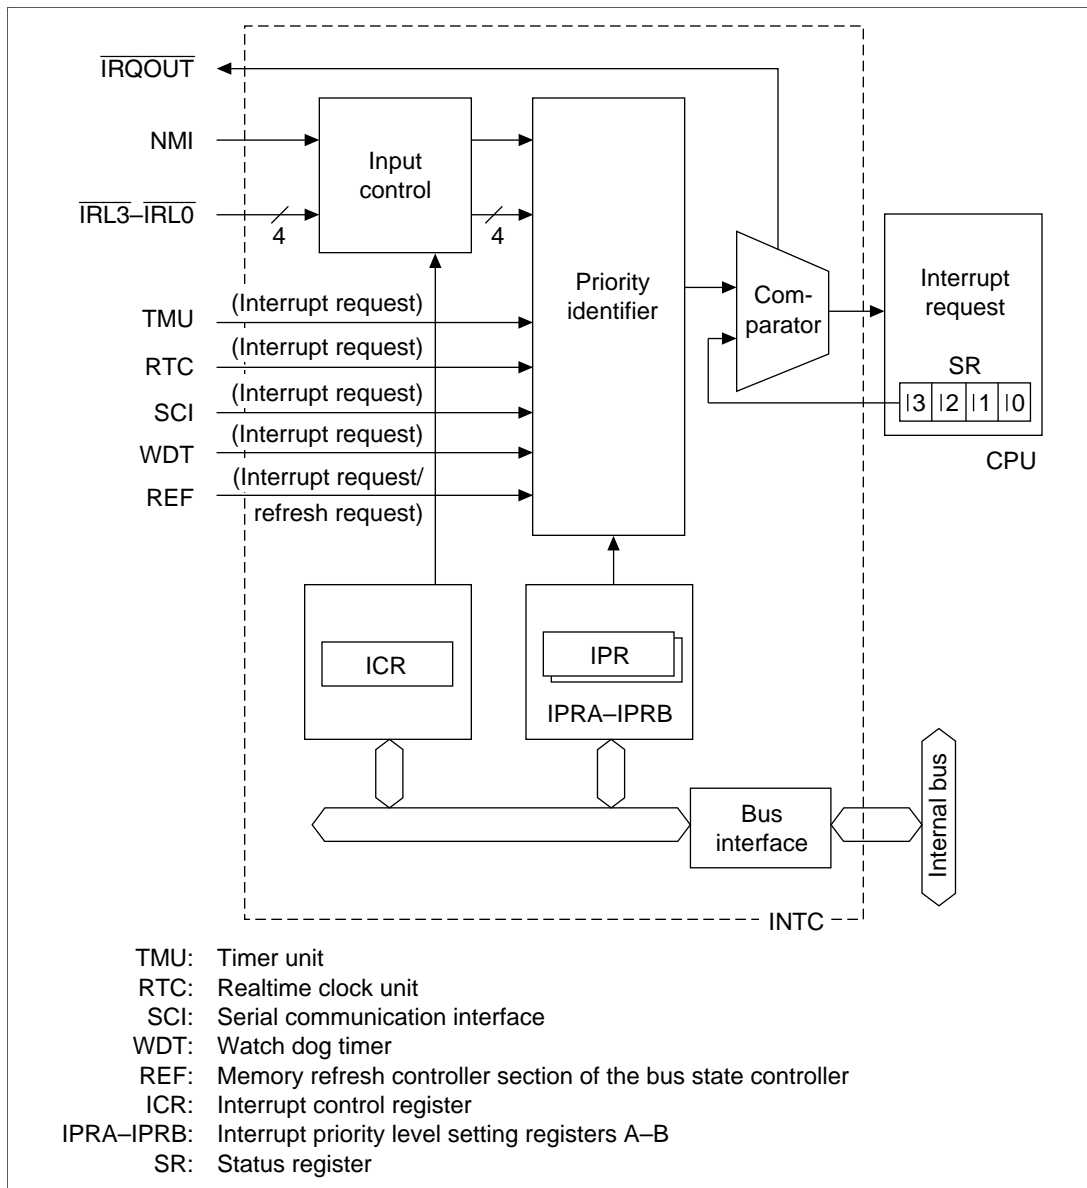 IRQOUT
NMI
Input
control
IRL3–IRL0
4
4
Priority
identifier
Com-
parator
Interrupt
request
SR
I3 I2 I1 I0
CPU
TMU
(Interrupt request)
RTC
(Interrupt request)
SCI
(Interrupt request)
WDT
(Interrupt request)
REF
(Interrupt request/
refresh request)
ICR
IPR
IPRA–IPRB
Bus
interface
Internal bus
INTC
TMU: Timer unit
RTC: Realtime clock unit
SCI: Serial communication interface
WDT: Watch dog timer
REF: Memory refresh controller section of the bus state controller
ICR: Interrupt control register
IPRA–IPRB: Interrupt priority level setting registers A–B
SR: Status register